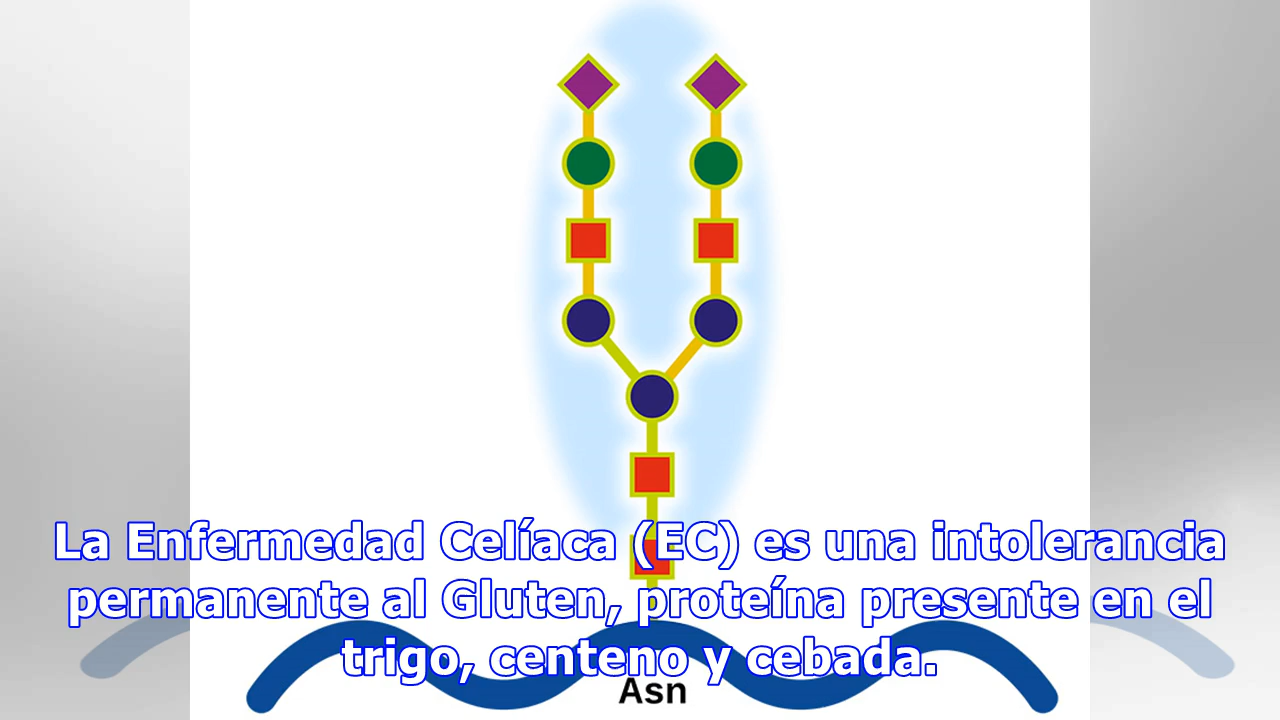 La Enfermedad Celíaca (EC) es una intolerancia
permanente al Gluten, proteína presente en el
trigo, centeno y cebada.
Asn